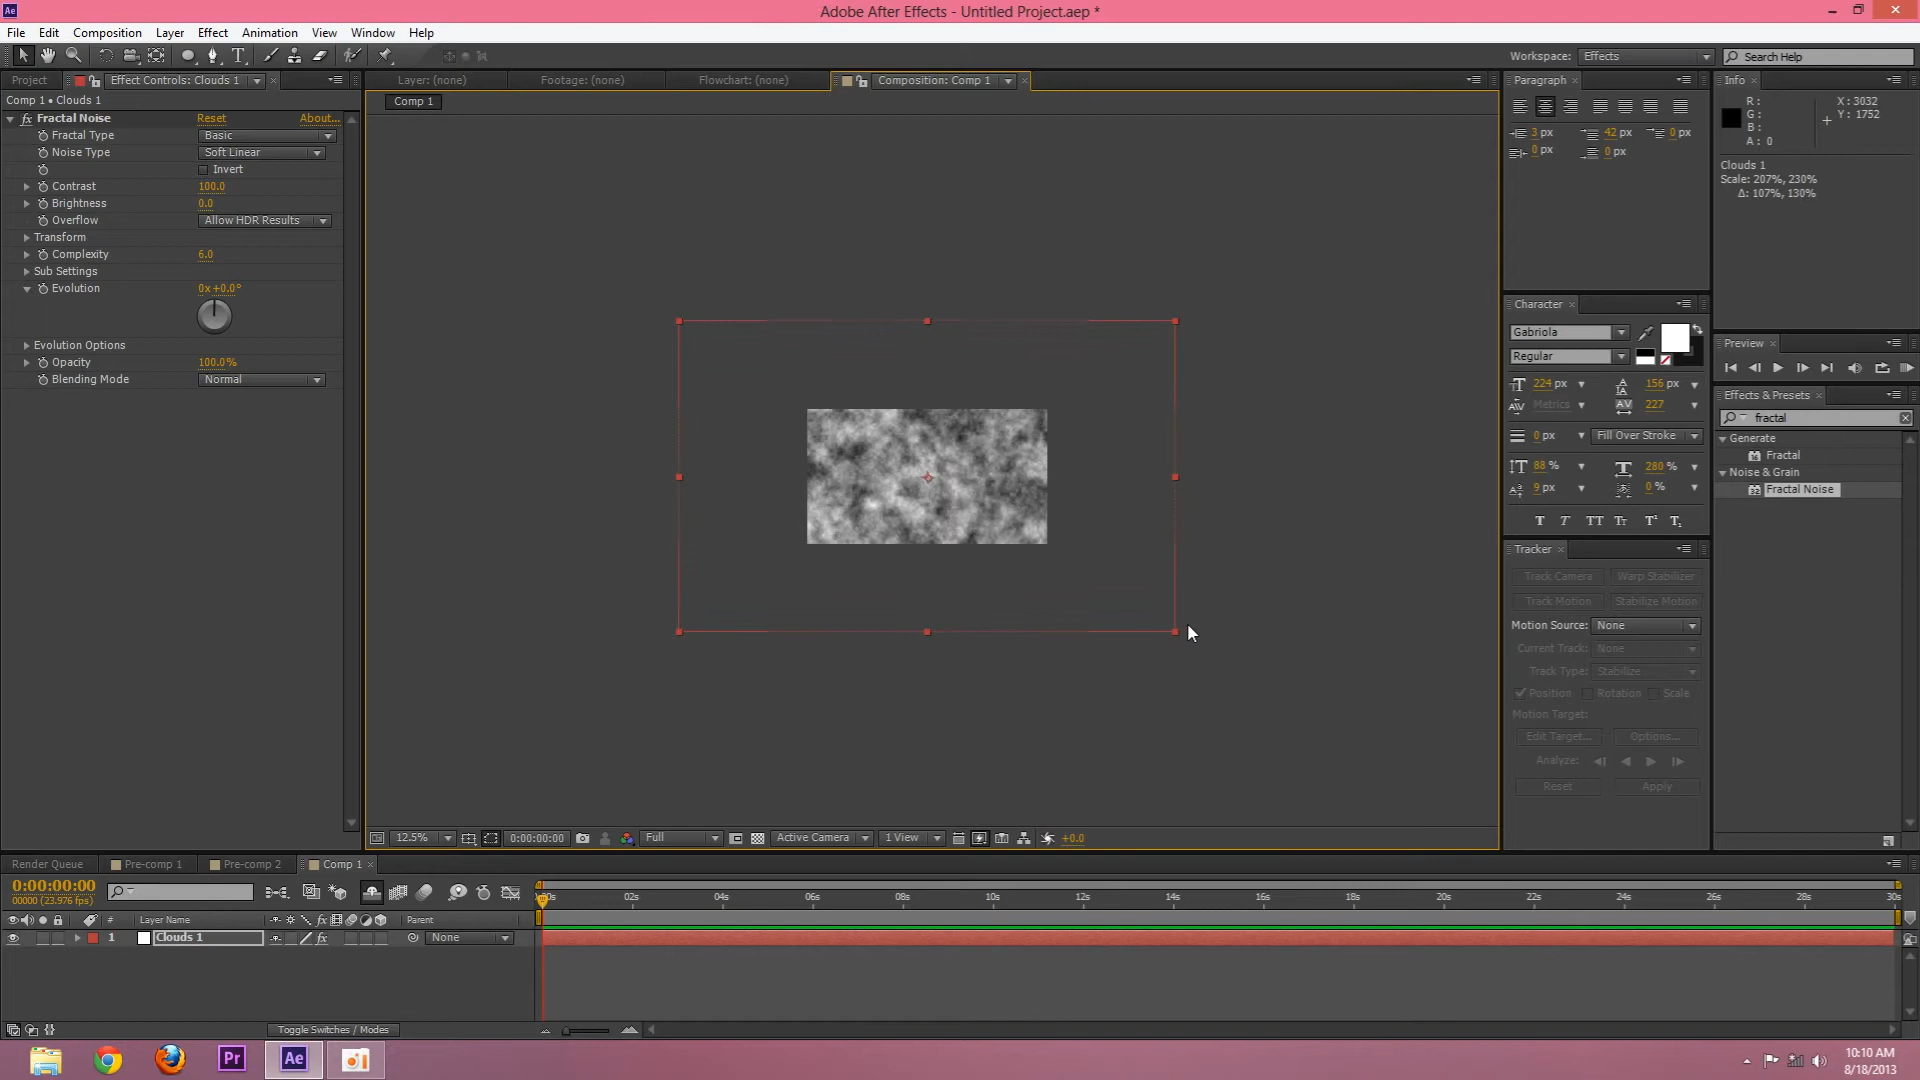 Ae
Adobe After Effects - Untitled Project.aep *
File Edit Composition Layer Effect Animation View Window Help
T
Workspace: Effects
Search Help
Project Effect Controls: Clouds 1
Layer: (none) Footage: (none) Flowchart: (none) Composition: Comp 1
Paragraph
Info
Comp 1 • Clouds 1
Comp 1
fx Fractal Noise Reset About...
Fractal Type Basic
Noise Type Soft Linear
Invert
Contrast 100.0
Brightness 0.0
Overflow Allow HDR Results
Transform
Complexity 6.0
Sub Settings
Evolution 0x+0.0°
Evolution Options
Opacity 100.0%
Blending Mode Normal
3 px 42 px 0 px
0 px 0 px
R:
G:
B:
A: 0
X: 3032
Y: 1752
Clouds 1
Scale: 207%, 230%
Δ: 107%, 130%
Character
Gabriola
Regular
224 px 156 px
Metrics 227
0 px Fill Over Stroke
88 % 280 %
9 px 0 %
T T TT Tt T¹ T₁
Preview
Effects & Presets
fractal
Generate
Fractal
Noise & Grain
Fractal Noise
Tracker
Track Camera Warp Stabilizer
Track Motion Stabilize Motion
Motion Source: None
Current Track: None
Track Type: Stabilize
Position Rotation Scale
Motion Target:
Edit Target... Options...
Analyze:
Reset Apply
12.5% 0:00:00:00 Full Active Camera 1 View +0.0
Render Queue Pre-comp 1 Pre-comp 2 Comp 1
0:00:00:00
00000 (23.976 fps)
00s 02s 04s 06s 08s 10s 12s 14s 16s 18s 20s 22s 24s 26s 28s 30s
# Layer Name fx Parent
1 Clouds 1 fx None
Toggle Switches / Modes
Pr Ae
10:10 AM
8/18/2013